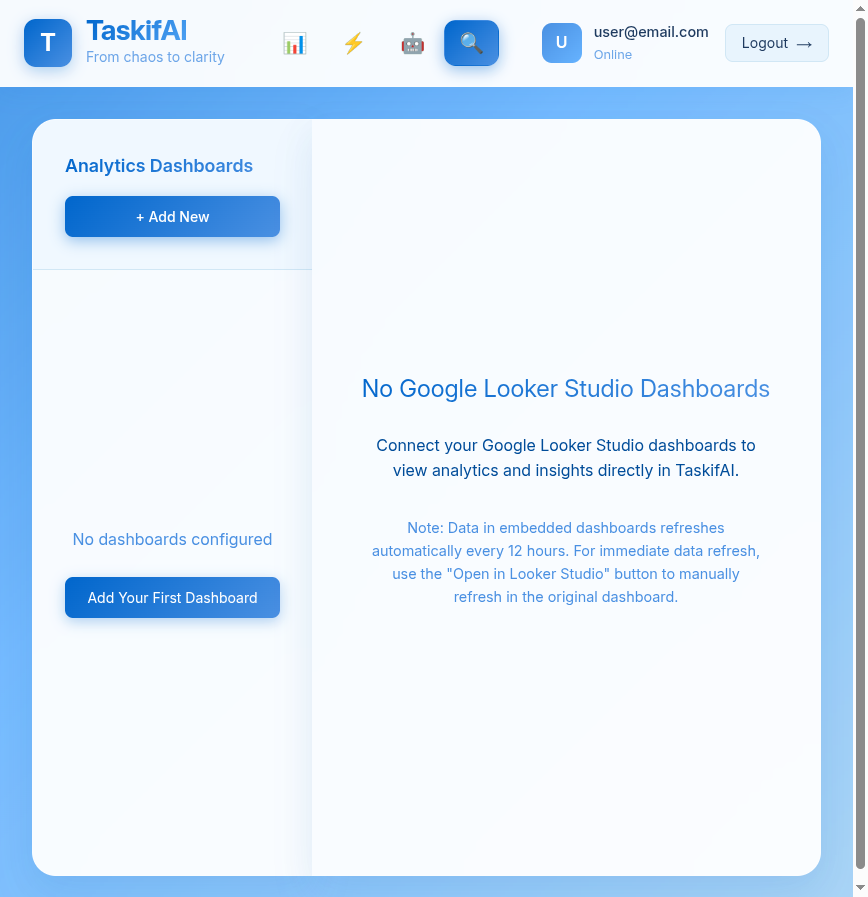 T
TaskifAI
From chaos to clarity
U
user@email.com
Online
Logout →
Analytics Dashboards
+ Add New
No dashboards configured
Add Your First Dashboard
No Google Looker Studio Dashboards
Connect your Google Looker Studio dashboards to
view analytics and insights directly in TaskifAI.
Note: Data in embedded dashboards refreshes
automatically every 12 hours. For immediate data refresh,
use the "Open in Looker Studio" button to manually
refresh in the original dashboard.